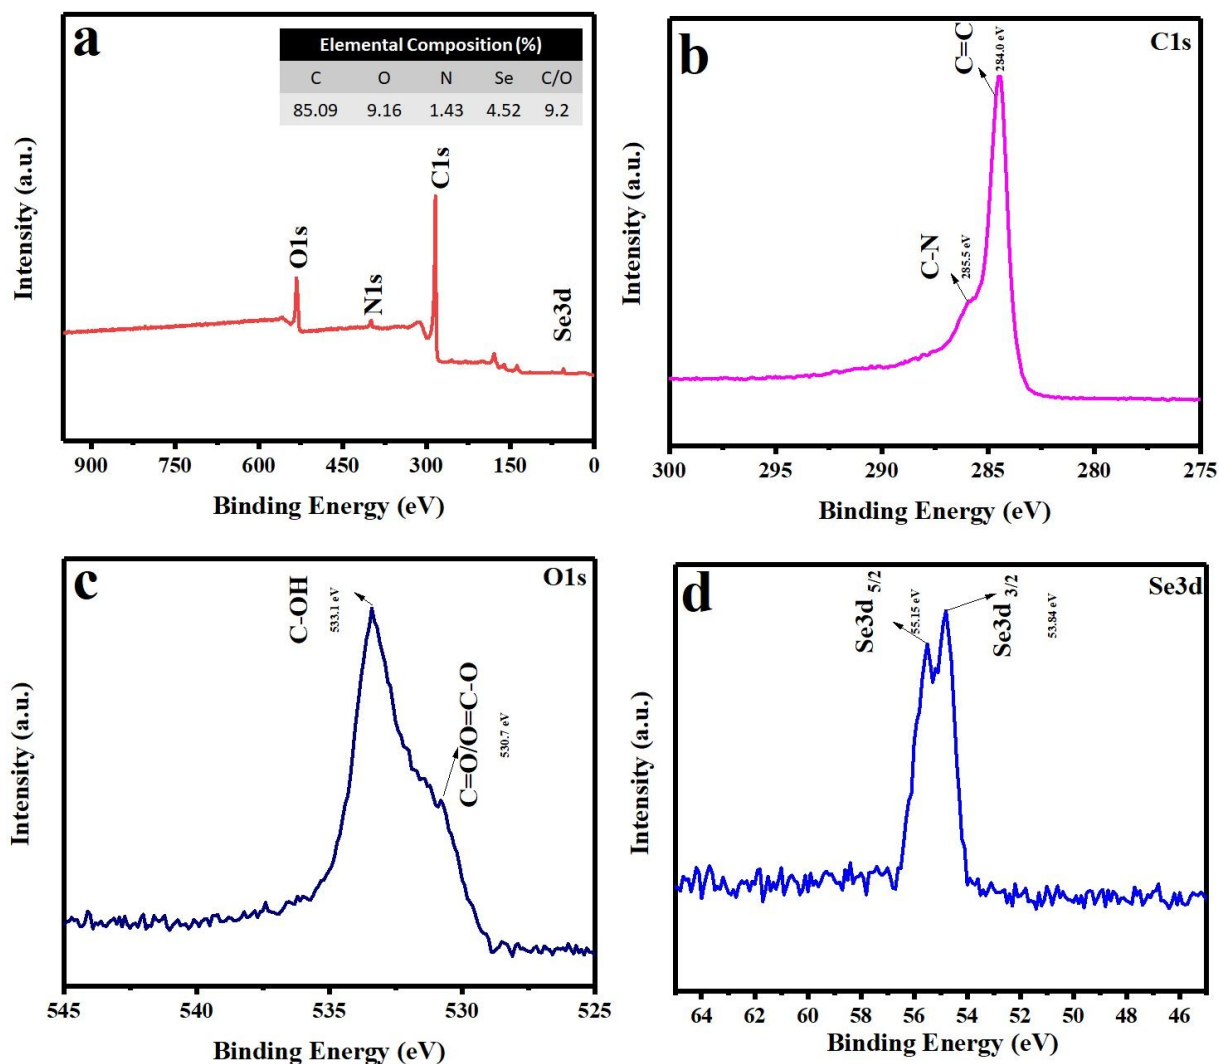 a
Elemental Composition (%)
C O N Se C/O
85.09 9.16 1.43 4.52 9.2
O1s
N1s
C1s
Se3d
Intensity (a.u.)
900 750 600 450 300 150 0
Binding Energy (eV)
b
C1s
C=C
284.0 eV
C-N
285.5 eV
Intensity (a.u.)
300 295 290 285 280 275
Binding Energy (eV)
c
O1s
C-OH
533.1 eV
C=O/O=C-O
530.7 eV
Intensity (a.u.)
545 540 535 530 525
Binding Energy (eV)
d
Se3d
Se3d 5/2
55.15 eV
Se3d 3/2
53.84 eV
Intensity (a.u.)
64 62 60 58 56 54 52 50 48 46
Binding Energy (eV)